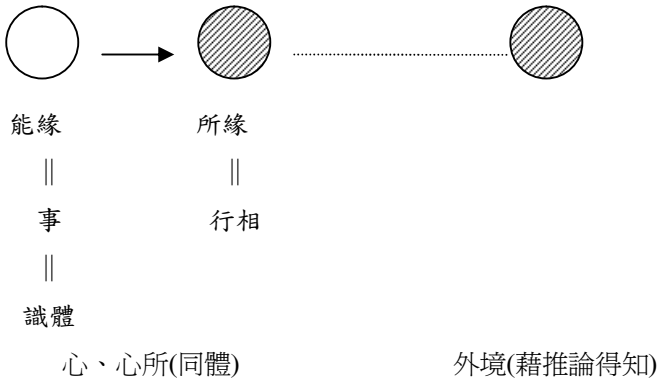 能緣 所緣
∥ ∥
事 行相
∥
識體
心、心所(同體) 外境(藉推論得知)